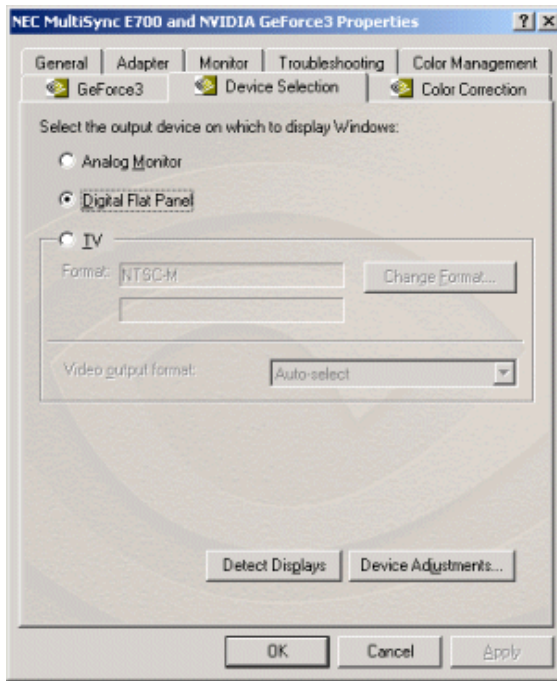 NEC MultiSync E700 and NVIDIA GeForce3 Properties
General Adapter Monitor Troubleshooting Color Management
GeForce3 Device Selection Color Correction
Select the output device on which to display Windows:
Analog Monitor
Digital Flat Panel
TV
Format: NTSC-M Change Format...
Video output format: Auto-select
Detect Displays Device Adjustments...
OK Cancel Apply